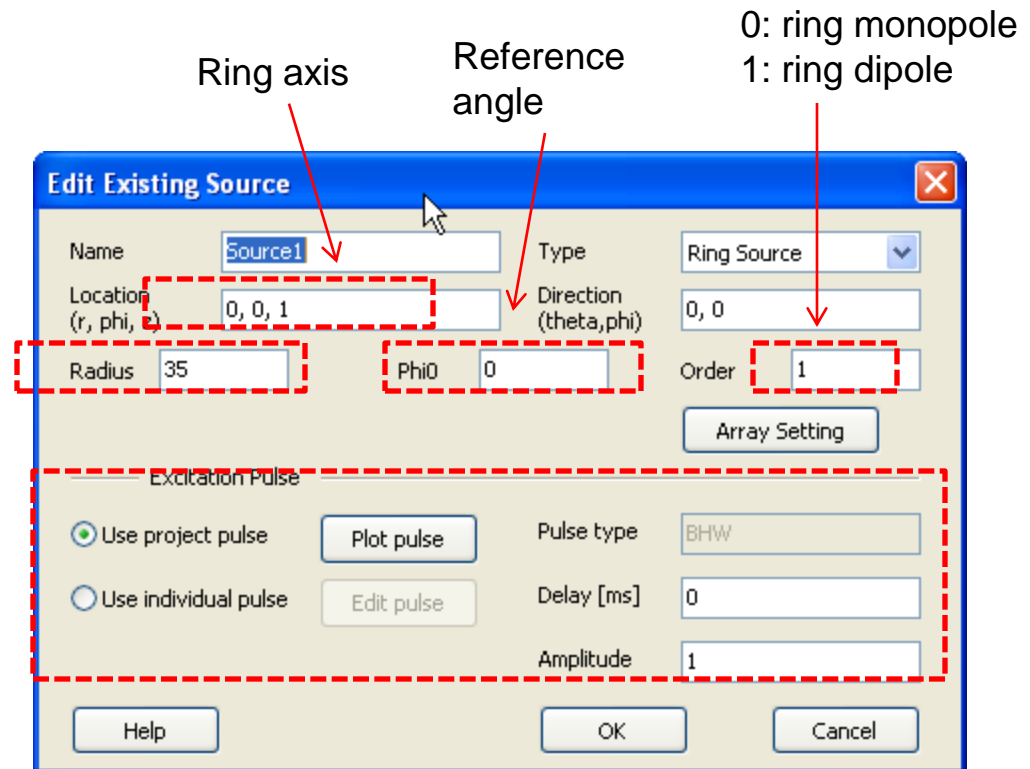 0: ring monopole
1: ring dipole
Reference
angle
Ring axis
Edit Existing Source
Name Source1 Type Ring Source
Location
(r, phi, z) 0, 0, 1 Direction
(theta,phi) 0, 0
Radius 35 Phi0 0 Order 1
Array Setting
Excitation Pulse
Use project pulse Plot pulse Pulse type BHW
Use individual pulse Edit pulse Delay [ms] 0
Amplitude 1
Help OK Cancel